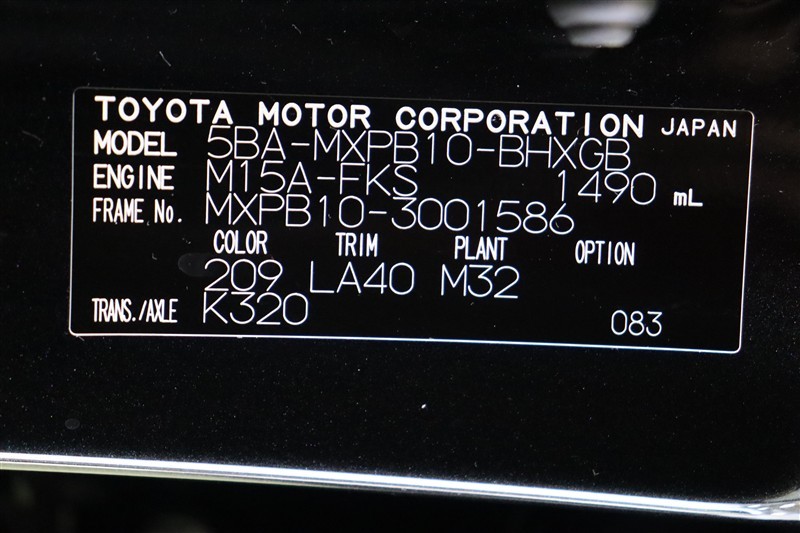 TOYOTA MOTOR CORPORATION JAPAN
MODEL 5BA-MXPB10-BHXGB
ENGINE M15A-FKS 1490 mL
FRAME No. MXPB10-3001586
COLOR TRIM PLANT OPTION
209 LA40 M32
TRANS./AXLE K320 083